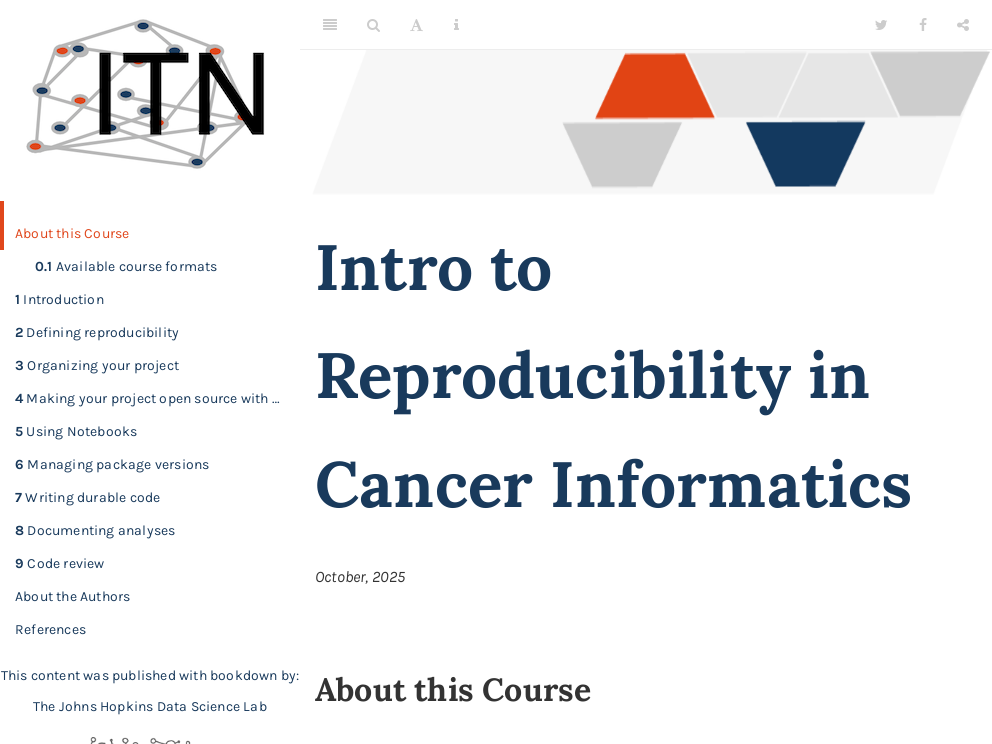 ITN
About this Course
0.1 Available course formats
1 Introduction
2 Defining reproducibility
3 Organizing your project
4 Making your project open source with ...
5 Using Notebooks
6 Managing package versions
7 Writing durable code
8 Documenting analyses
9 Code review
About the Authors
References
This content was published with bookdown by:
The Johns Hopkins Data Science Lab
A
Intro to
Reproducibility in
Cancer Informatics
October, 2025
About this Course